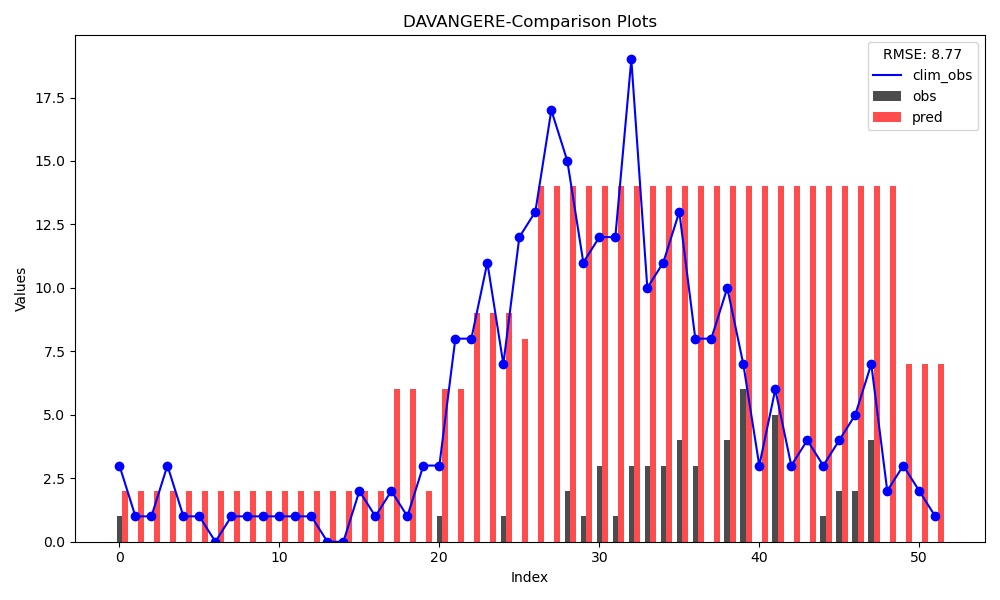 DAVANGERE-Comparison Plots
RMSE: 8.77
clim_obs
obs
pred
Values
17.5
15.0
12.5
10.0
7.5
5.0
2.5
0.0
0 10 20 30 40 50
Index